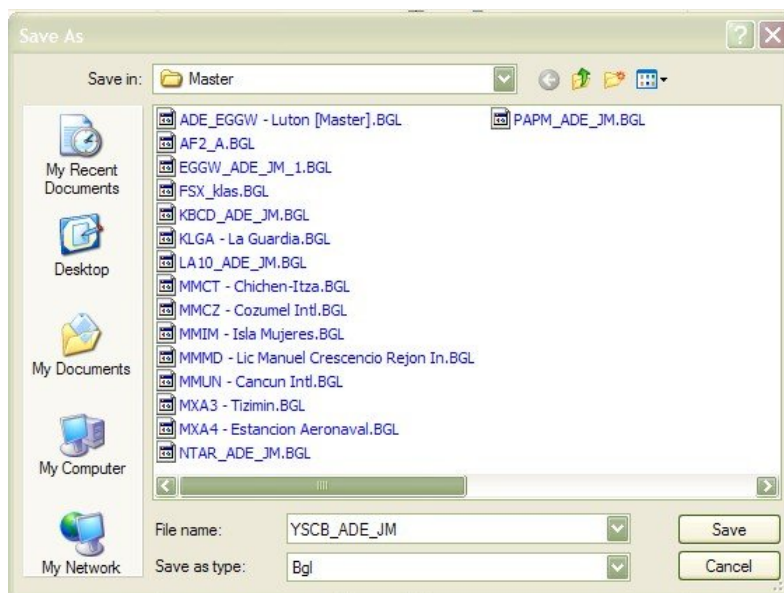 Save As
Save in:
Master
My Recent
Documents
Desktop
My Documents
My Computer
My Network
ADE_EGGW - Luton [Master].BGL
AF2_A.BGL
EGGW_ADE_JM_1.BGL
FSX_klas.BGL
KBCD_ADE_JM.BGL
KLGA - La Guardia.BGL
LA10_ADE_JM.BGL
MMCT - Chichen-Itza.BGL
MMCZ - Cozumel Intl.BGL
MMIM - Isla Mujeres.BGL
MMMD - Lic Manuel Crescencio Rejon In.BGL
MMUN - Cancun Intl.BGL
MXA3 - Tizimin.BGL
MXA4 - Estancion Aeronaval.BGL
NTAR_ADE_JM.BGL
PAPM_ADE_JM.BGL
File name:
YSCB_ADE_JM
Save
Save as type:
Bgl
Cancel